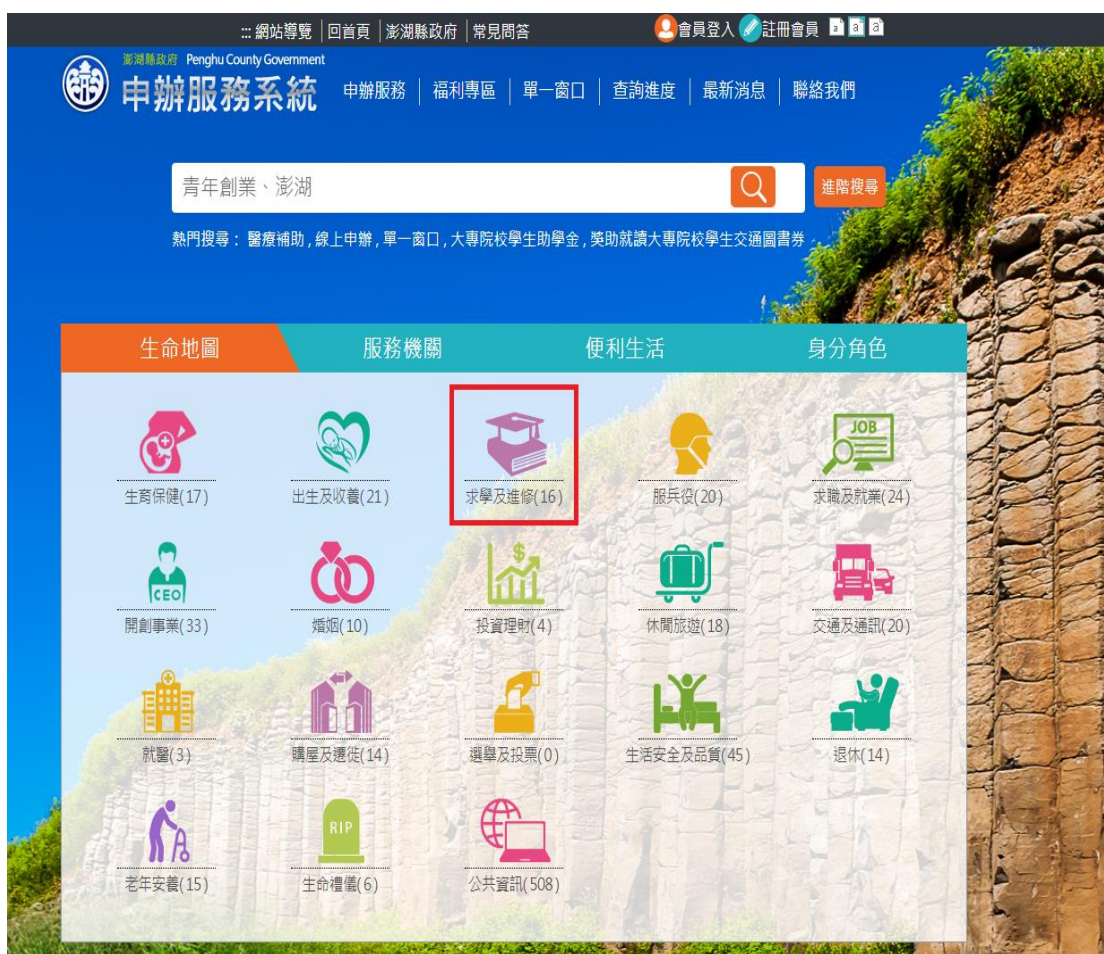 ::: 網站導覽 │回首頁 │澎湖縣政府 │常見問答 會員登入 註冊會員 a a a
澎湖縣政府 Penghu County Government
申辦服務系統 申辦服務 │ 福利專區 │ 單一窗口 │ 查詢進度 │ 最新消息 │ 聯絡我們
青年創業、澎湖 進階搜尋
熱門搜尋： 醫療補助 , 線上申辦 , 單一窗口 , 大專院校學生助學金 , 獎助就讀大專院校學生交通圖書券
生命地圖 服務機關 便利生活 身分角色
JOB
生育保健(17) 出生及收養(21) 求學及進修(16) 服兵役(20) 求職及就業(24)
CEO $
開創事業(33) 婚姻(10) 投資理財(4) 休閒旅遊(18) 交通及通訊(20)
就醫(3) 購屋及遷徙(14) 選舉及投票(0) 生活安全及品質(45) 退休(14)
RIP
老年安養(15) 生命禮儀(6) 公共資訊(508)